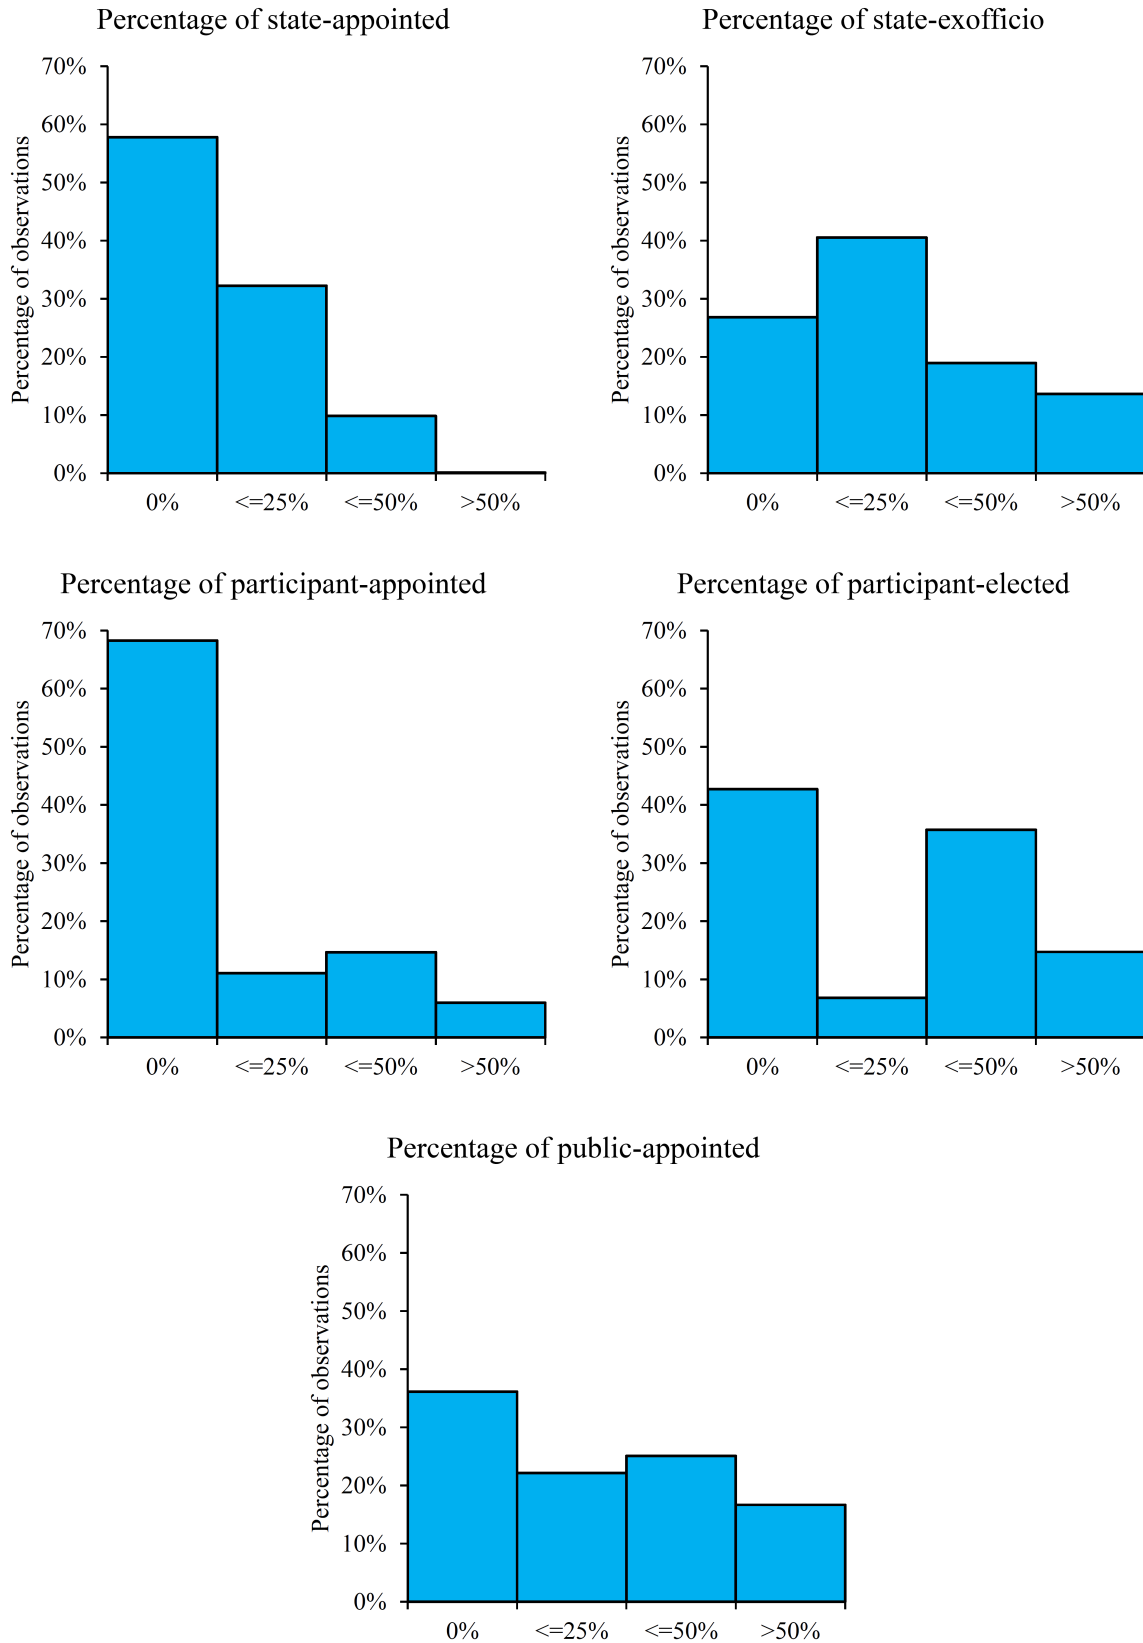 Percentage of state-appointed
Percentage of observations
70%
60%
50%
40%
30%
20%
10%
0%
0% <=25% <=50% >50%
Percentage of state-exofficio
Percentage of observations
70%
60%
50%
40%
30%
20%
10%
0%
0% <=25% <=50% >50%
Percentage of participant-appointed
Percentage of observations
70%
60%
50%
40%
30%
20%
10%
0%
0% <=25% <=50% >50%
Percentage of participant-elected
Percentage of observations
70%
60%
50%
40%
30%
20%
10%
0%
0% <=25% <=50% >50%
Percentage of public-appointed
Percentage of observations
70%
60%
50%
40%
30%
20%
10%
0%
0% <=25% <=50% >50%